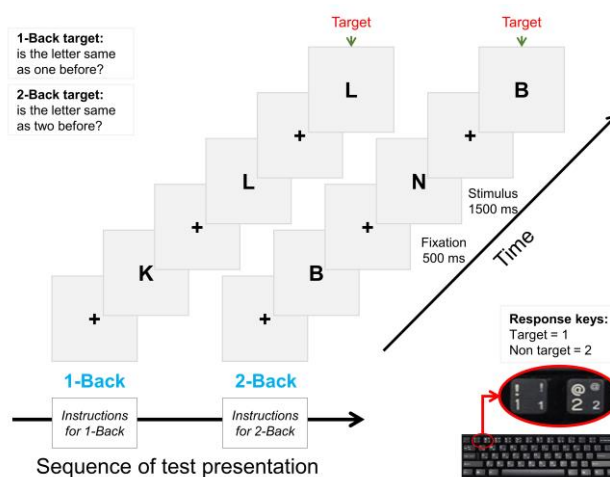 Target
Target
1-Back target:
is the letter same
as one before?
2-Back target:
is the letter same
as two before?
L
B
+
+
L
N
Stimulus
1500 ms
+
+
Fixation
500 ms
Time
K
B
+
+
Response keys:
Target = 1
Non target = 2
1-Back
2-Back
! !
1 1
@ @
2 2
Instructions
for 1-Back
Instructions
for 2-Back
Sequence of test presentation